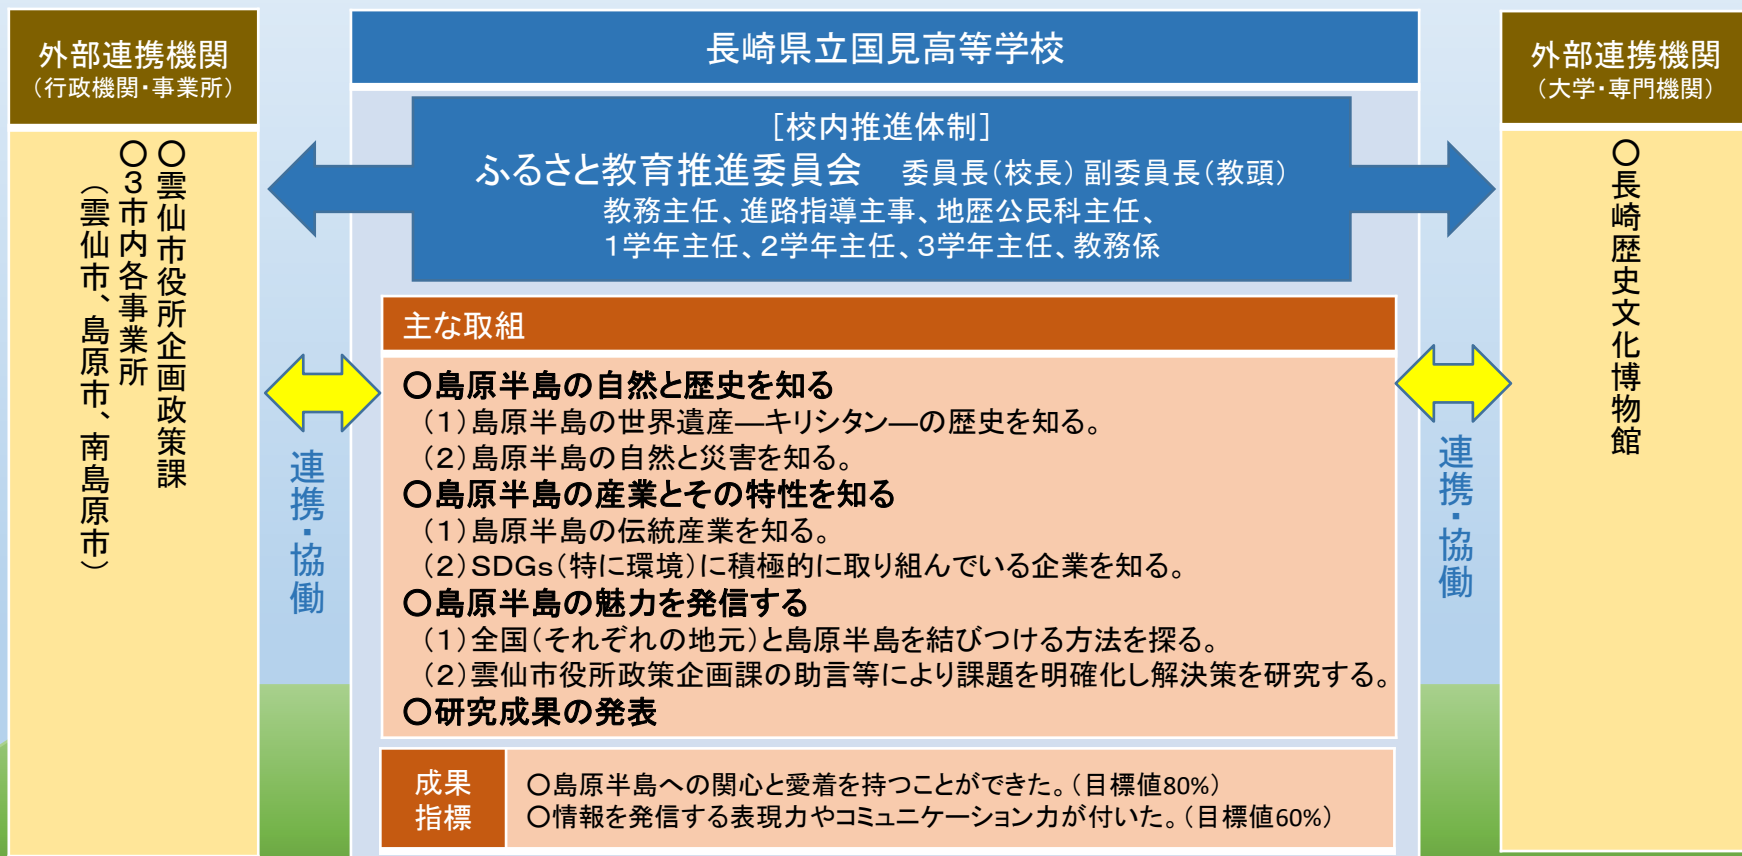 外部連携機関
（行政機関・事業所）
○雲仙市役所企画政策課
○３市内各事業所
（雲仙市、島原市、南島原市）
連携・協働
長崎県立国見高等学校
［校内推進体制］
ふるさと教育推進委員会　委員長（校長）副委員長（教頭）
教務主任、進路指導主事、地歴公民科主任、
１学年主任、２学年主任、３学年主任、教務係
主な取組
○島原半島の自然と歴史を知る
（１）島原半島の世界遺産―キリシタン―の歴史を知る。
（２）島原半島の自然と災害を知る。
○島原半島の産業とその特性を知る
（１）島原半島の伝統産業を知る。
（２）SDGs（特に環境）に積極的に取り組んでいる企業を知る。
○島原半島の魅力を発信する
（１）全国（それぞれの地元）と島原半島を結びつける方法を探る。
（２）雲仙市役所政策企画課の助言等により課題を明確化し解決策を研究する。
○研究成果の発表
成果
指標
○島原半島への関心と愛着を持つことができた。（目標値80%）
○情報を発信する表現力やコミュニケーション力が付いた。（目標値60%）
連携・協働
外部連携機関
（大学・専門機関）
○長崎歴史文化博物館